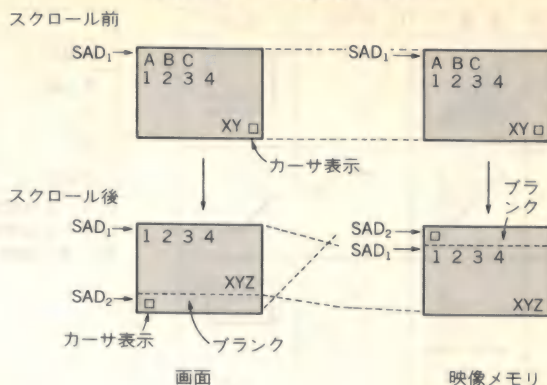 スクロール前
SAD₁
A B C
1 2 3 4
XY
カーサ表示
SAD₁
A B C
1 2 3 4
XY
スクロール後
SAD₁
1 2 3 4
XYZ
SAD₂
カーサ表示
ブランク
画面
ブラ
ンク
SAD₂
SAD₁
1 2 3 4
XYZ
映像メモリ